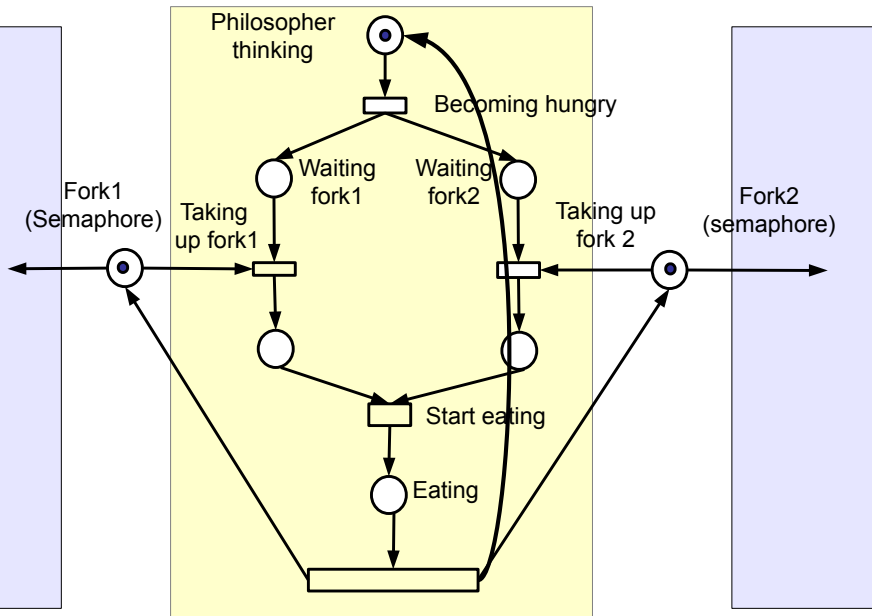 Philosopher
thinking
Becoming hungry
Waiting
fork1
Waiting
fork2
Fork1
(Semaphore)
Taking
up fork1
Taking up
fork 2
Fork2
(semaphore)
Start eating
Eating